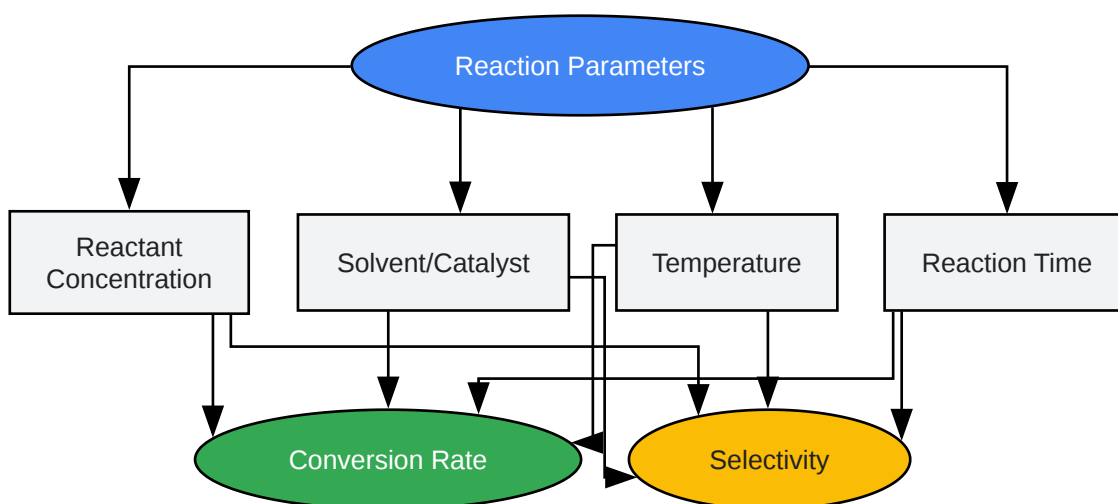 Reaction Parameters
Reactant
Concentration
Solvent/Catalyst
Temperature
Reaction Time
Conversion Rate
Selectivity